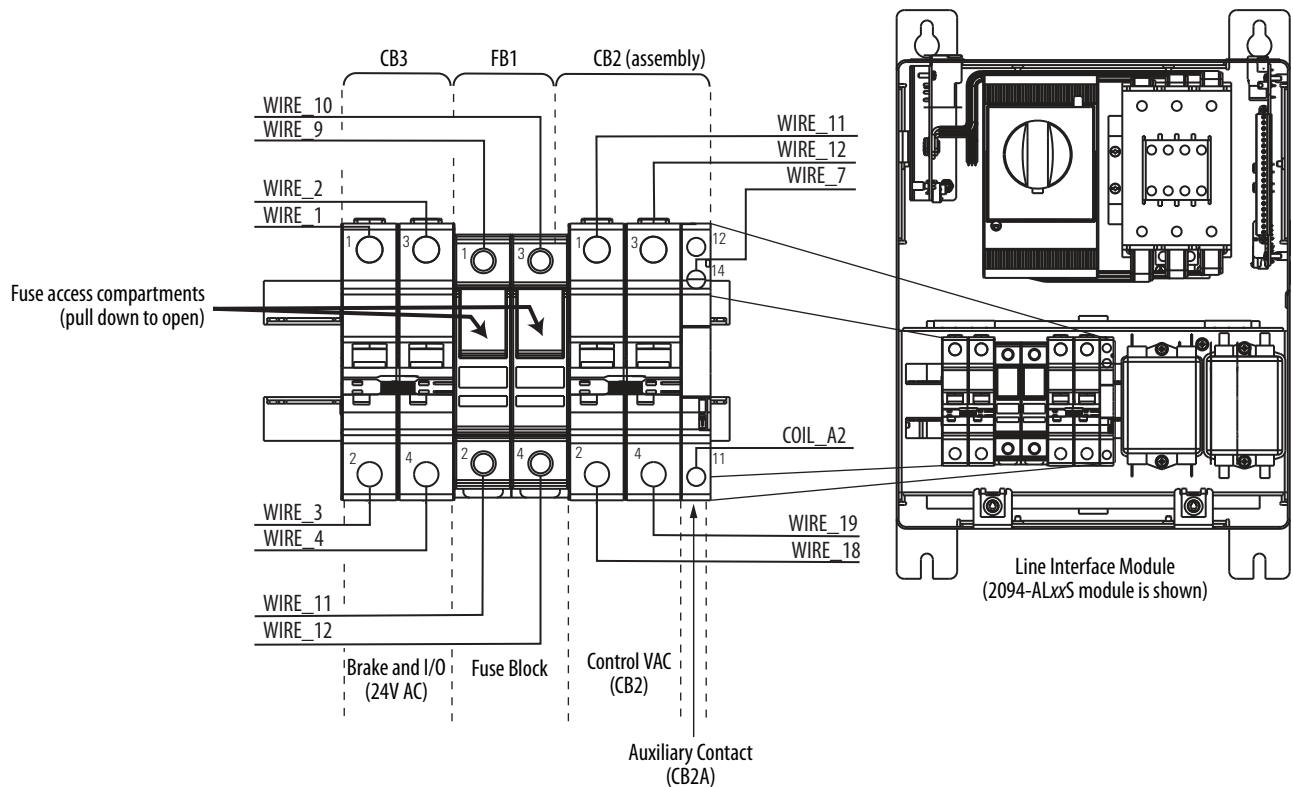 CB3
FB1
CB2 (assembly)
WIRE_10
WIRE_9
WIRE_11
WIRE_12
WIRE_7
WIRE_2
WIRE_1
1
3
1
3
1
3
12
14
Fuse access compartments
(pull down to open)
COIL_A2
2
4
2
4
2
4
11
WIRE_3
WIRE_4
WIRE_19
WIRE_18
WIRE_11
WIRE_12
Brake and I/O
(24V AC)
Fuse Block
Control VAC
(CB2)
Auxiliary Contact
(CB2A)
Line Interface Module
(2094-ALxxS module is shown)